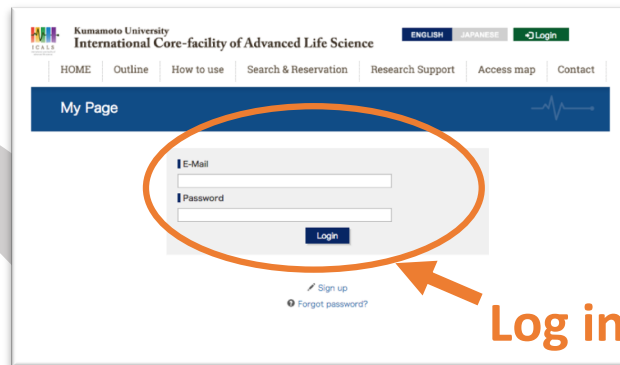 Kumamoto University
International Core-facility of Advanced Life Science
ICALS
ENGLISH JAPANESE Login
HOME Outline How to use Search & Reservation Research Support Access map Contact
My Page
E-Mail
Password
Login
Sign up
Forgot password?
Log in